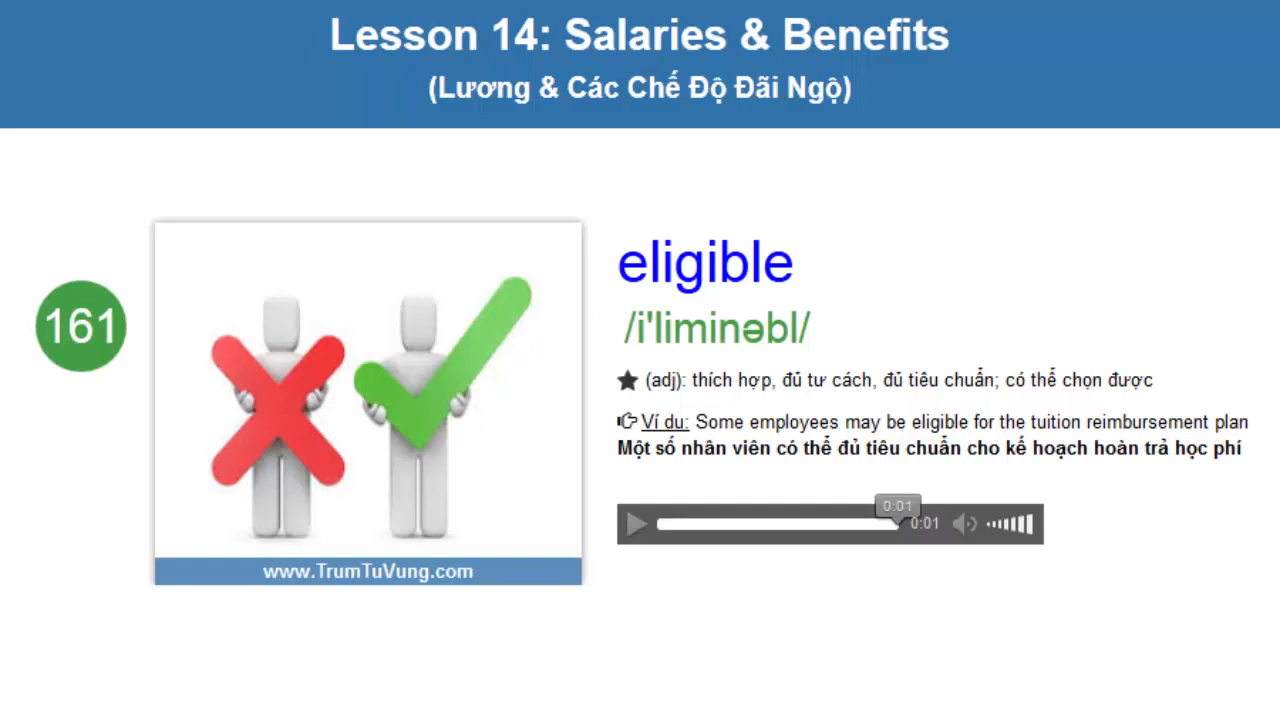 Lesson 14: Salaries & Benefits
(Lương & Các Chế Độ Đãi Ngộ)
161
eligible
/i'liminəbl/
(adj): thích hợp, đủ tư cách, đủ tiêu chuẩn; có thể chọn được
Ví du: Some employees may be eligible for the tuition reimbursement plan
Một số nhân viên có thể đủ tiêu chuẩn cho kế hoạch hoàn trả học phí
0:01
0:01
www.TrumTuVung.com